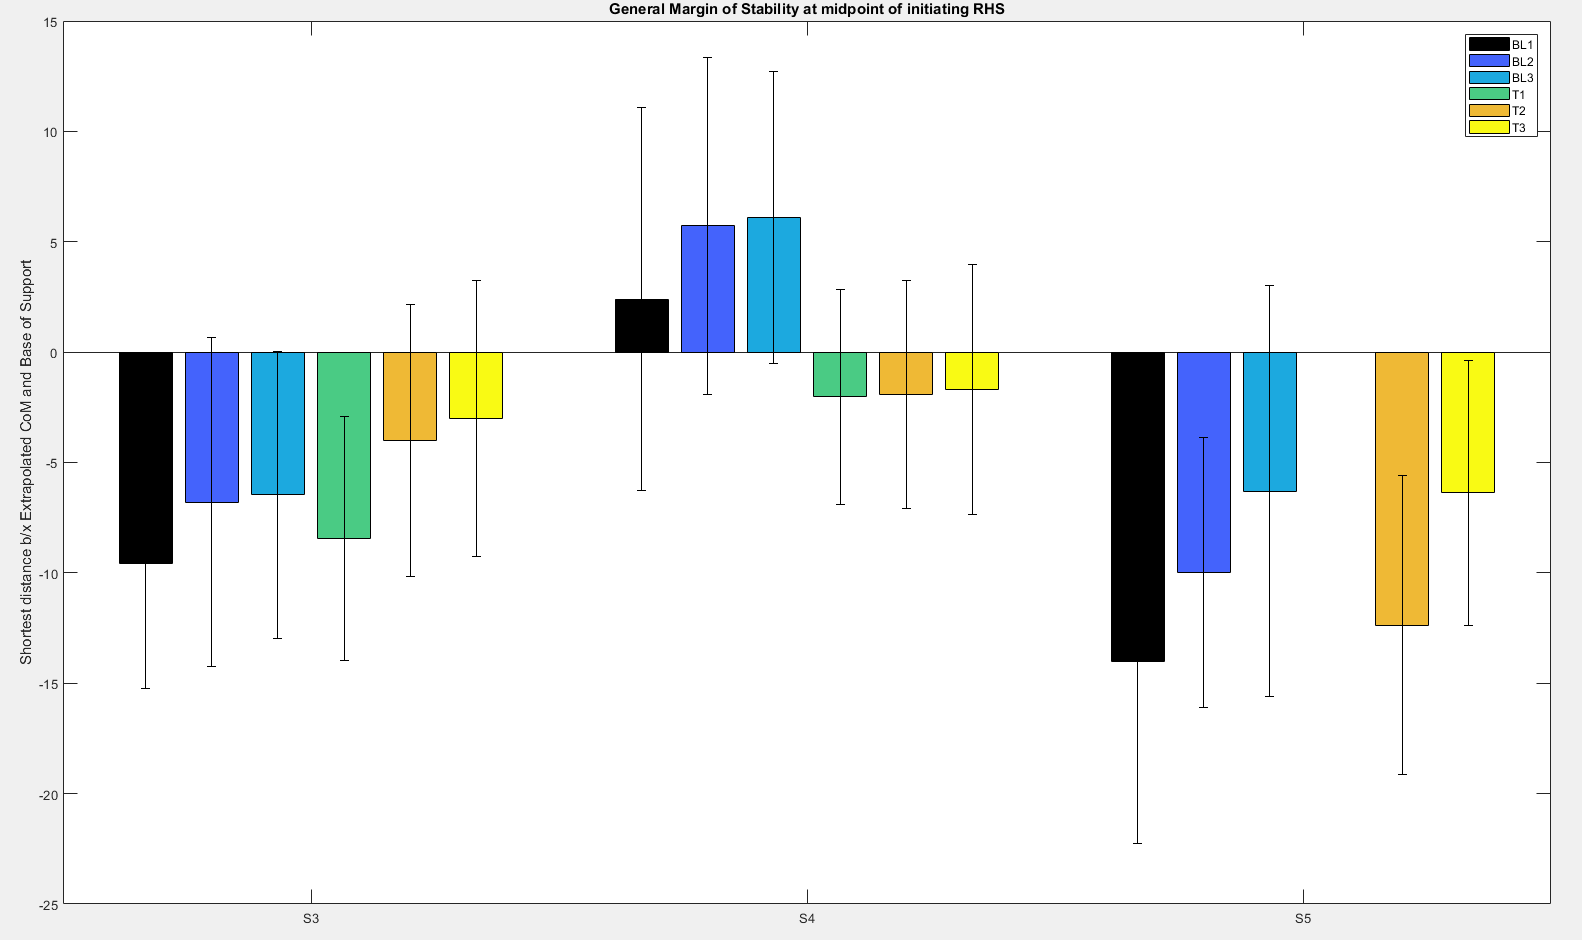 General Margin of Stability at midpoint of initiating RHS
Shortest distance b/x Extrapolated CoM and Base of Support
15
10
5
0
-5
-10
-15
-20
-25
S3
S4
S5
BL1
BL2
BL3
T1
T2
T3